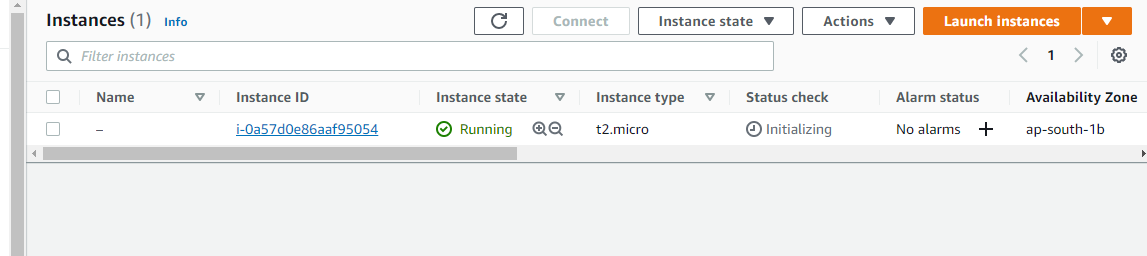 Instances (1) Info Connect Instance state Actions Launch instances
Filter instances 1
Name Instance ID Instance state Instance type Status check Alarm status Availability Zone
– i-0a57d0e86aaf95054 Running t2.micro Initializing No alarms + ap-south-1b